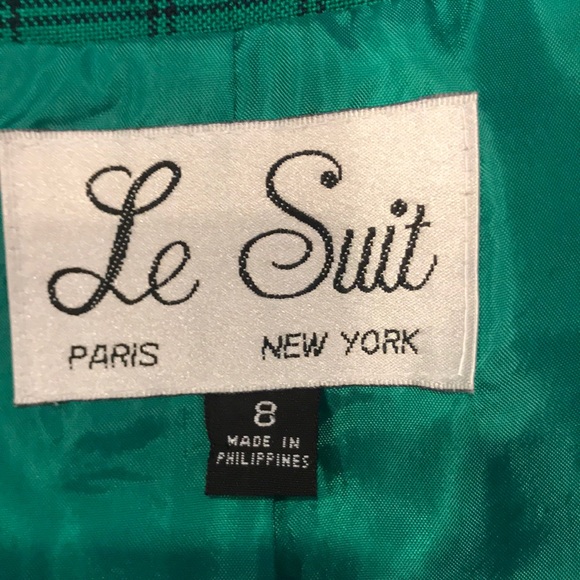 Le Suit
PARIS NEW YORK
8
MADE IN
PHILIPPINES